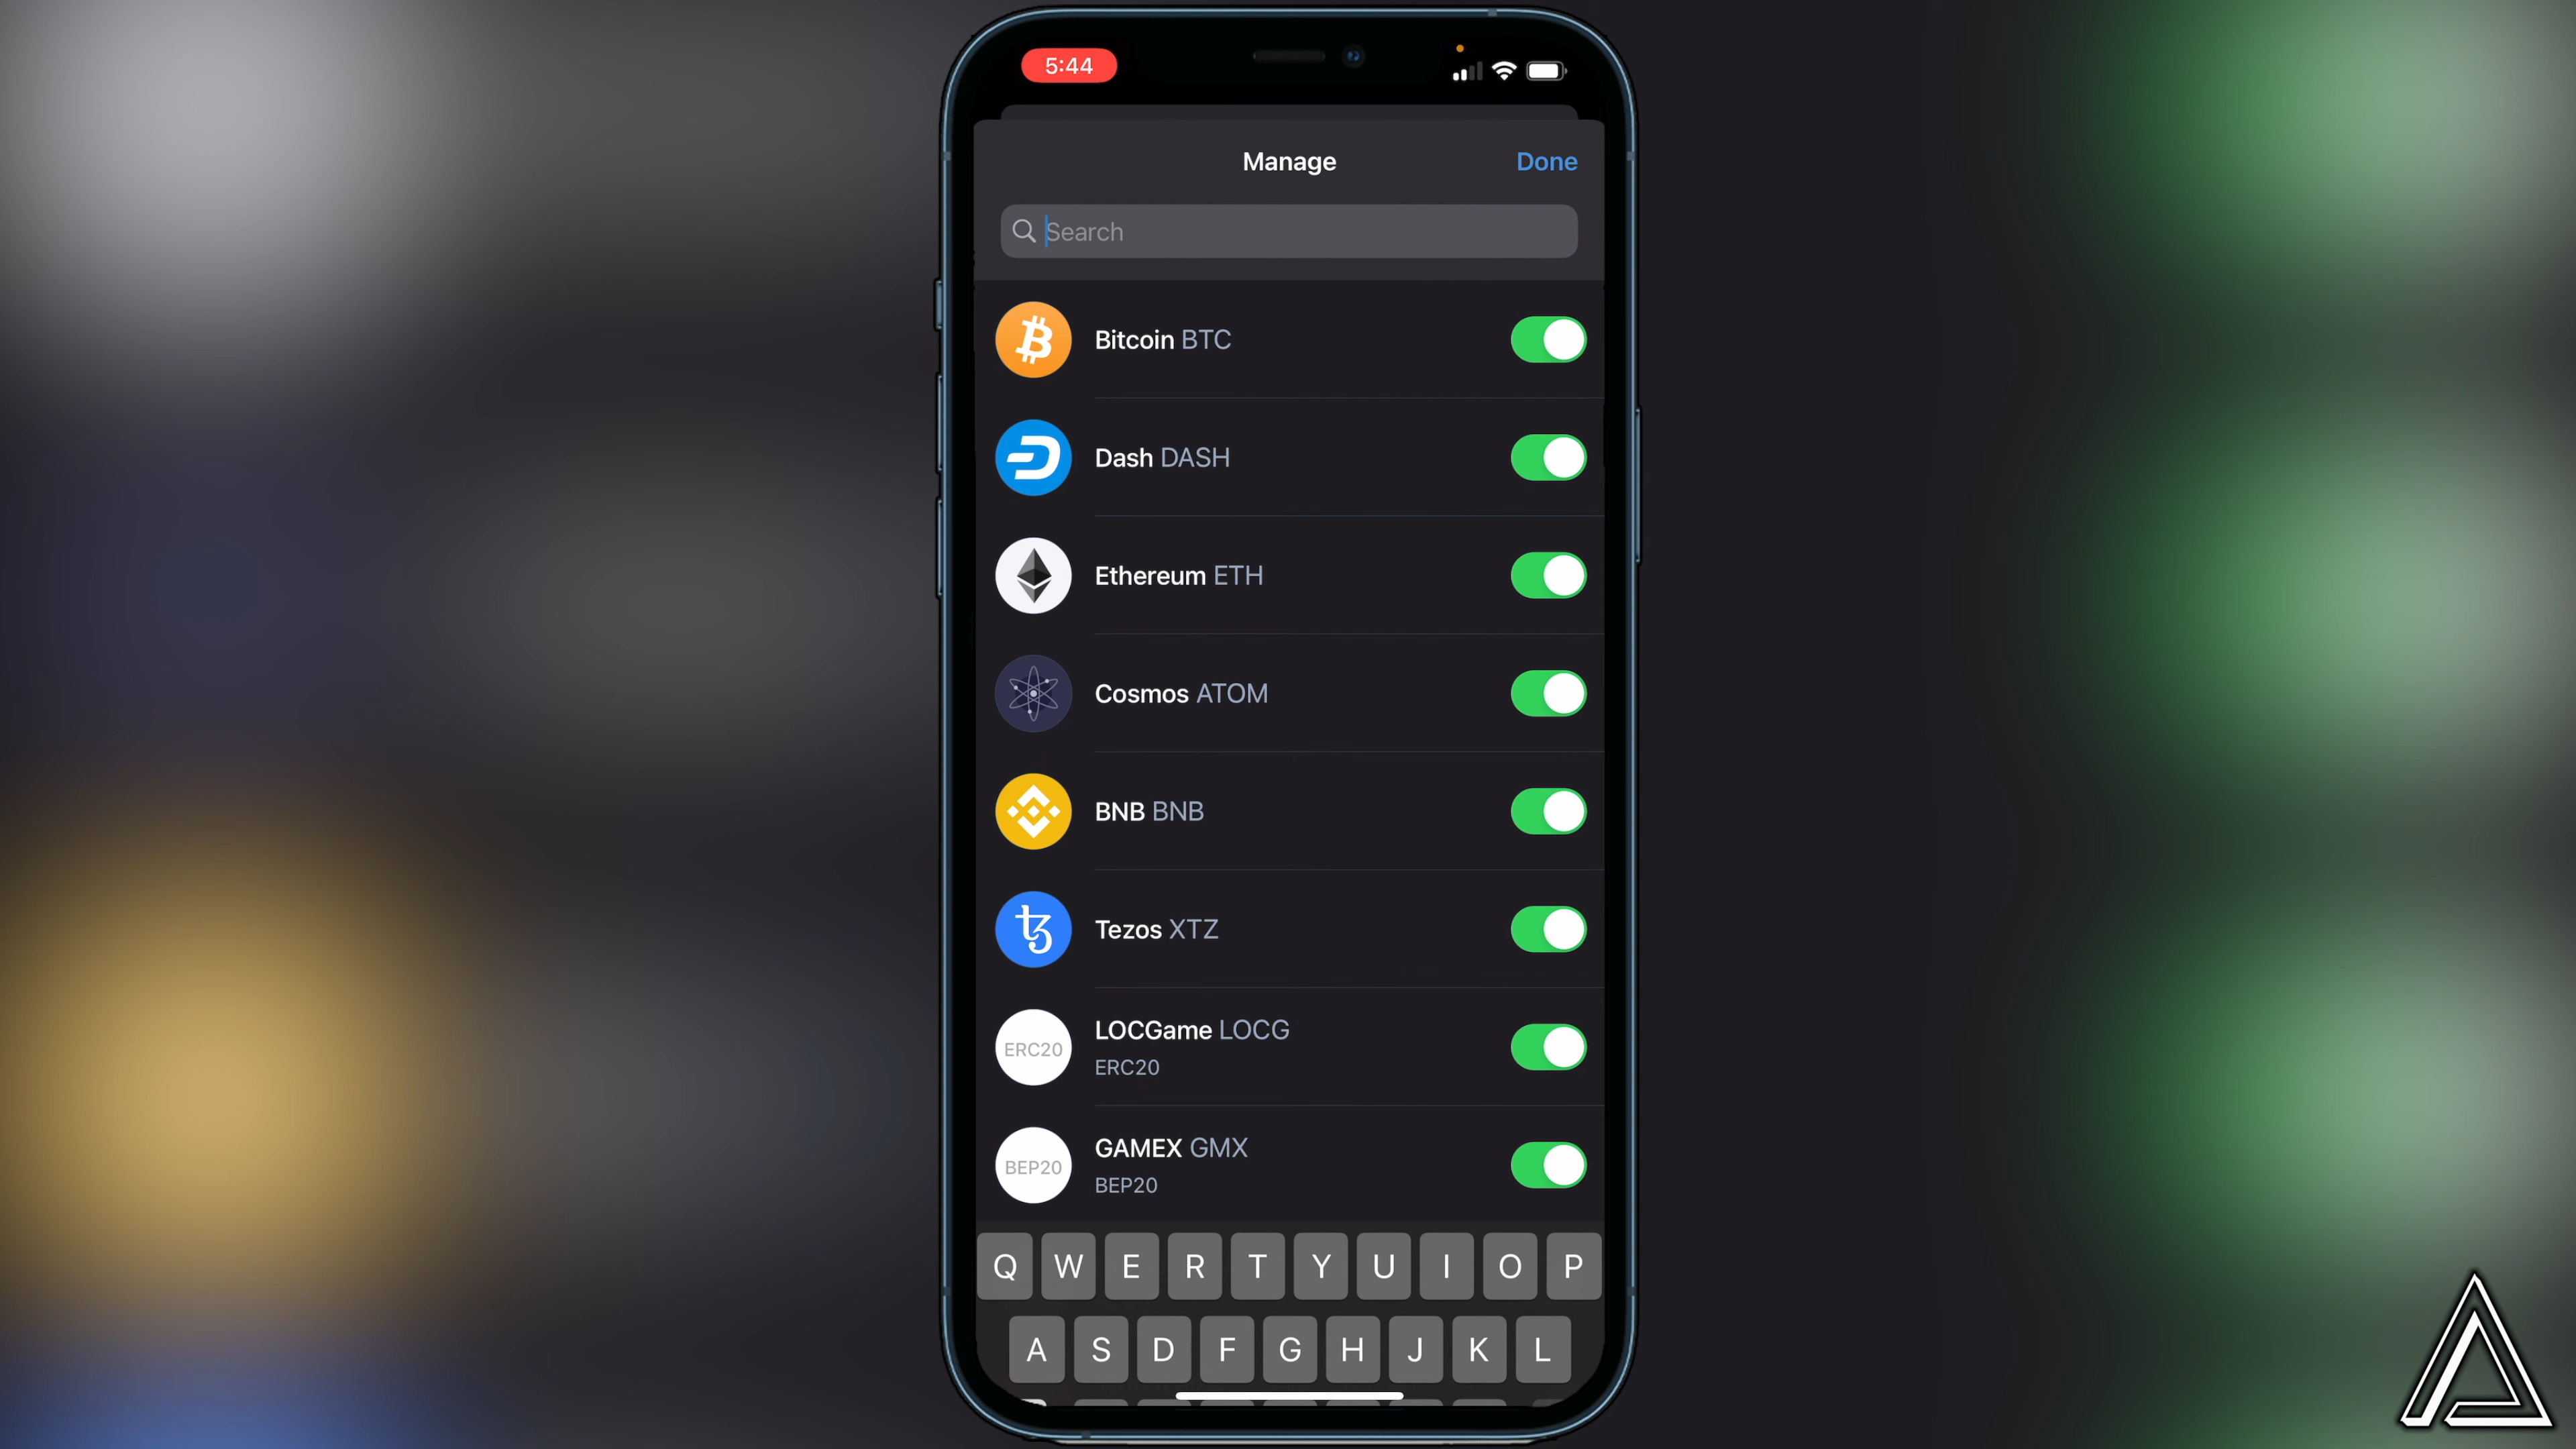 5:44
Manage
Done
Search
Bitcoin BTC
Dash DASH
Ethereum ETH
Cosmos ATOM
BNB BNB
Tezos XTZ
ERC20
LOCGame LOCG
ERC20
BEP20
GAMEX GMX
BEP20
Q W E R T Y U I O P
A S D F G H J K L